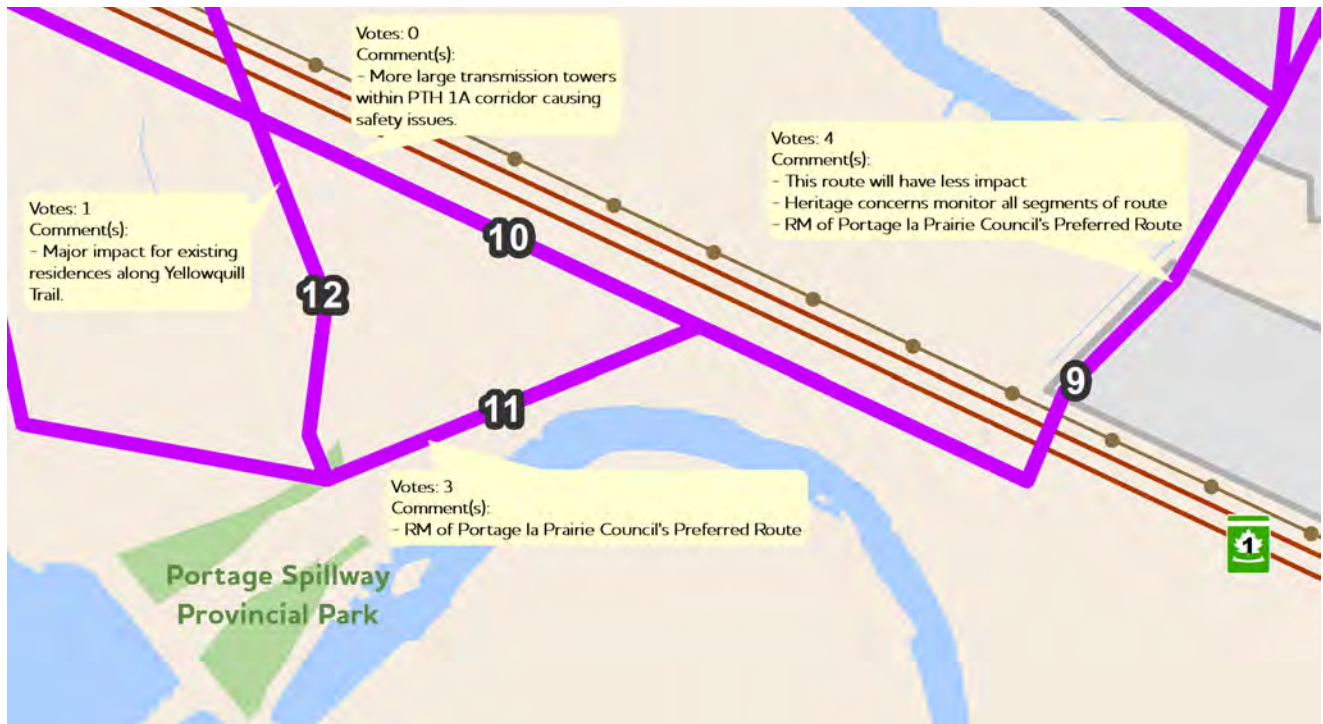 Votes: 0
Comment(s):
- More large transmission towers
within PTH 1A corridor causing
safety issues.
Votes: 4
Comment(s):
- This route will have less impact
- Heritage concerns monitor all segments of route
- RM of Portage la Prairie Council's Preferred Route
Votes: 1
Comment(s):
- Major impact for existing
residences along Yellowquill
Trail.
10
12
9
11
Votes: 3
Comment(s):
- RM of Portage la Prairie Council's Preferred Route
1
Portage Spillway
Provincial Park